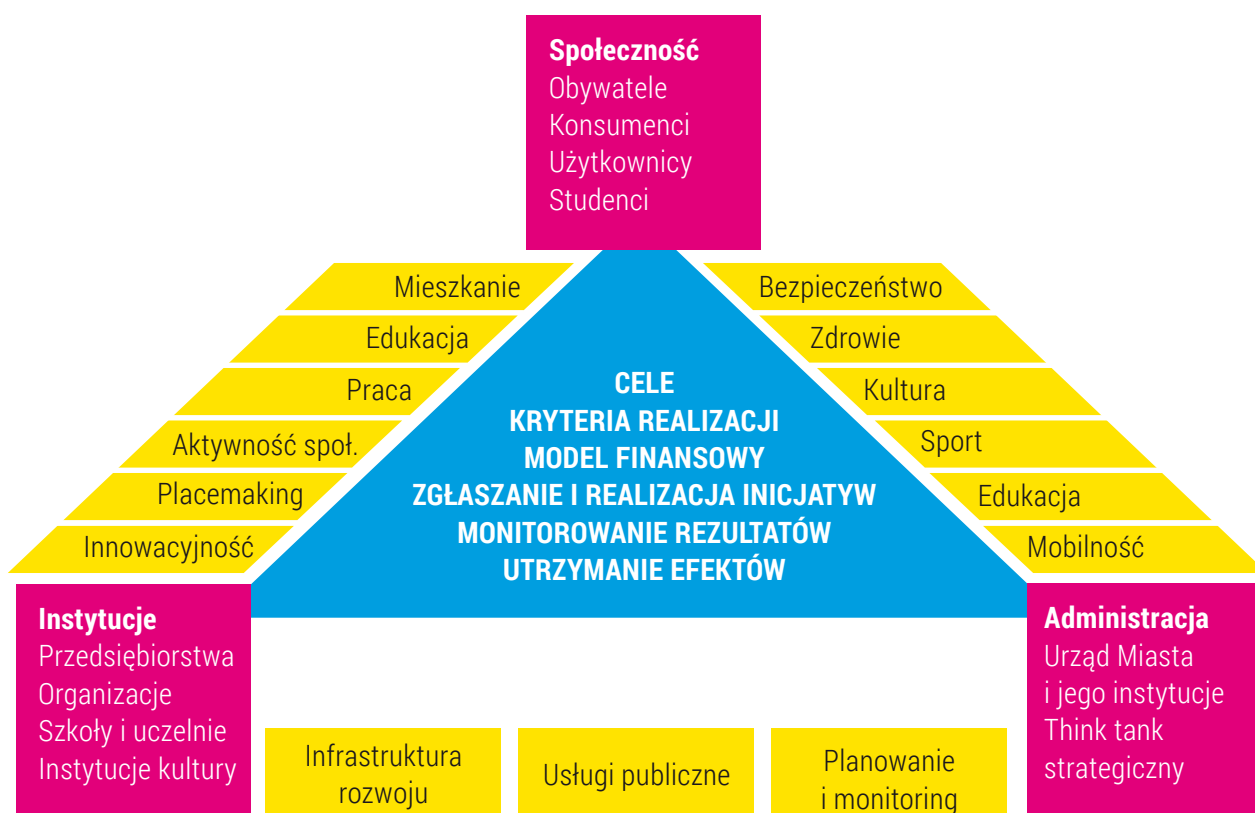 Społeczność
Obywatele
Konsumenci
Użytkownicy
Studenci
Mieszkanie
Edukacja
Praca
Aktywność społ.
Placemaking
Innowacyjność
Bezpieczeństwo
Zdrowie
Kultura
Sport
Edukacja
Mobilność
CELE
KRYTERIA REALIZACJI
MODEL FINANSOWY
ZGŁASZANIE I REALIZACJA INICJATYW
MONITOROWANIE REZULTATÓW
UTRZYMANIE EFEKTÓW
Instytucje
Przedsiębiorstwa
Organizacje
Szkoły i uczelnie
Instytucje kultury
Infrastruktura
rozwoju
Usługi publiczne
Planowanie
i monitoring
Administracja
Urząd Miasta
i jego instytucje
Think tank
strategiczny